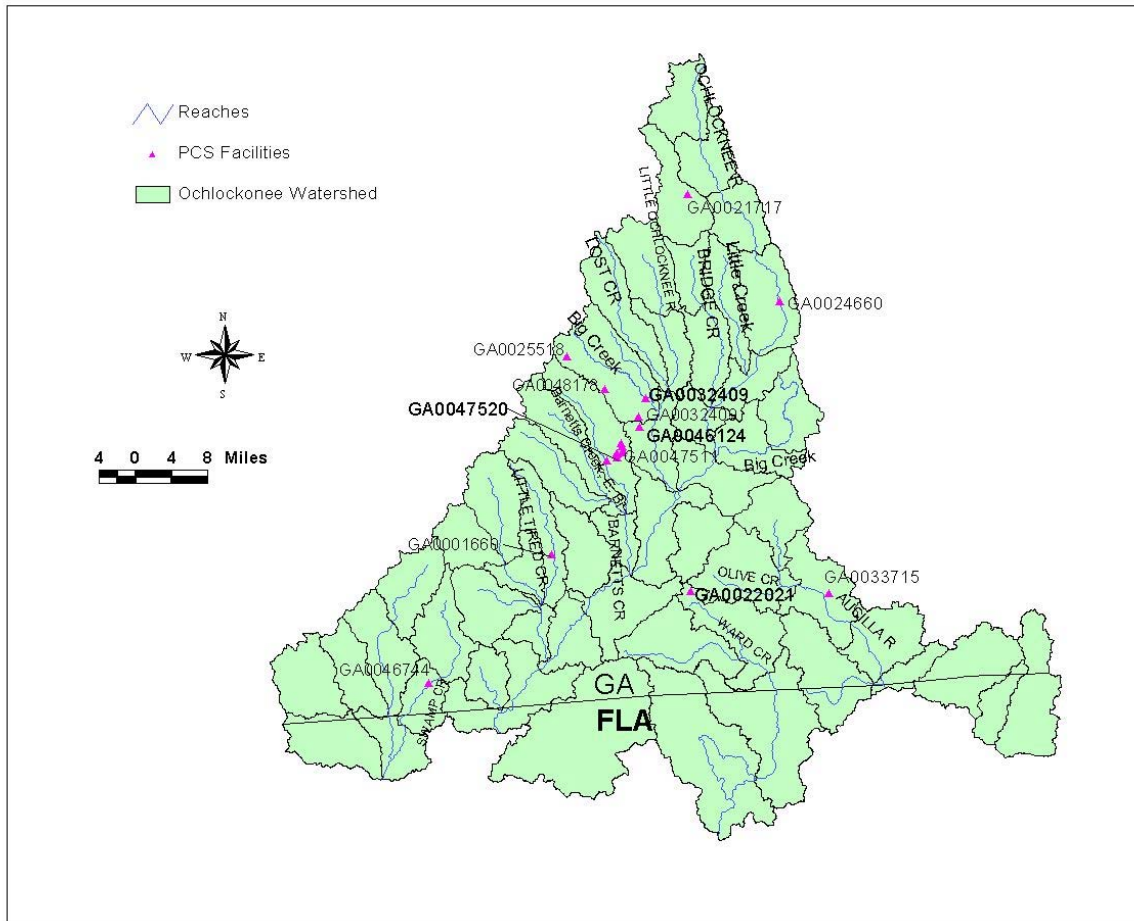 Reaches
PCS Facilities
Ochlockonee Watershed
OCHLOCKNEE R
LITTLE OCHLOCKNEE R
GA0021717
LOST CR
BRIDGE CR
Little Creek
GA0024660
Big Creek
GA0025518
GA0048178
GA0032409
GA0047520
Barnetts Creek, E. B.
GA0032409
GA0046124
GA0047511
Big Creek
N
W E
S
4 0 4 8 Miles
LITTLE TIRED CR
BARNETTS CR
GA0001660
OLIVE CR
GA0033715
GA0022021
AUCILLA R
WARD CR
GA0046744
SWAMP CR
GA
FLA